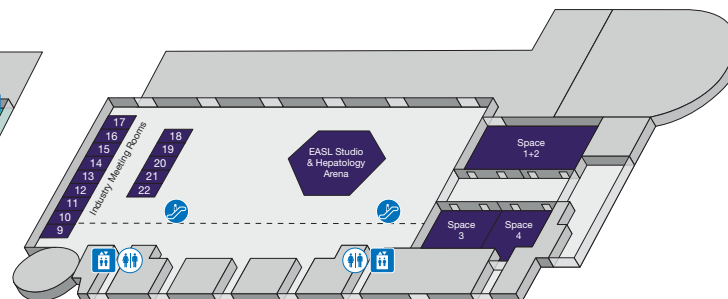 17
16
15
14
13
12
11
10
9
Industry Meeting Rooms
18
19
20
21
22
EASL Studio
& Hepatology
Arena
Space
1+2
Space
3
Space
4